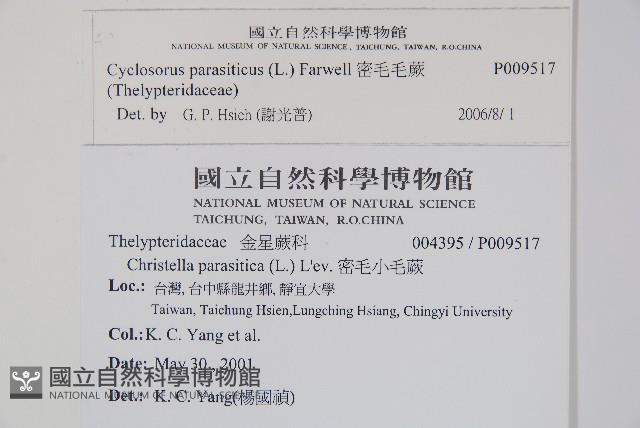 國立自然科學博物館
NATIONAL MUSEUM OF NATURAL SCIENCE, TAICHUNG, TAIWAN, R.O.CHINA
Cyclosorus parasiticus (L.) Farwell 密毛毛蕨 P009517
(Thelypteridaceae)
Det. by G. P. Hsieh (謝光普) 2006/8/1
國立自然科學博物館
NATIONAL MUSEUM OF NATURAL SCIENCE
TAICHUNG, TAIWAN, R.O.CHINA
Thelypteridaceae 金星蕨科 004395 / P009517
Christella parasitica (L.) L'ev. 密毛小毛蕨
Loc.: 台灣, 台中縣龍井鄉, 靜宜大學
Taiwan, Taichung Hsien,Lungching Hsiang, Chingyi University
Col.: K. C. Yang et al.
Date: May 30, 2001
國立自然科學博物館
NATIONAL MUSEUM OF NATURAL SCIENCE
Det.: K. C. Yang(楊國禎)